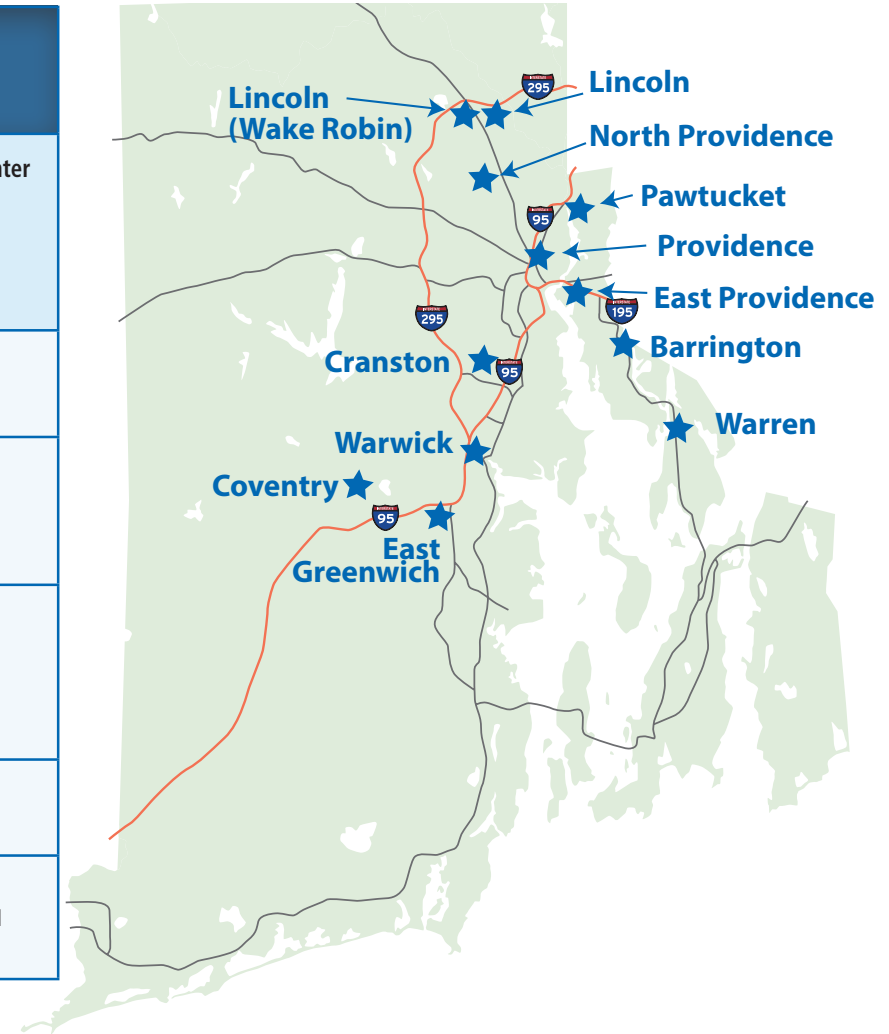 295
Lincoln
Lincoln
(Wake Robin)
North Providence
Pawtucket
95
Providence
East Providence
195
295
Barrington
Cranston
95
Warren
Warwick
Coventry
95
East
Greenwich